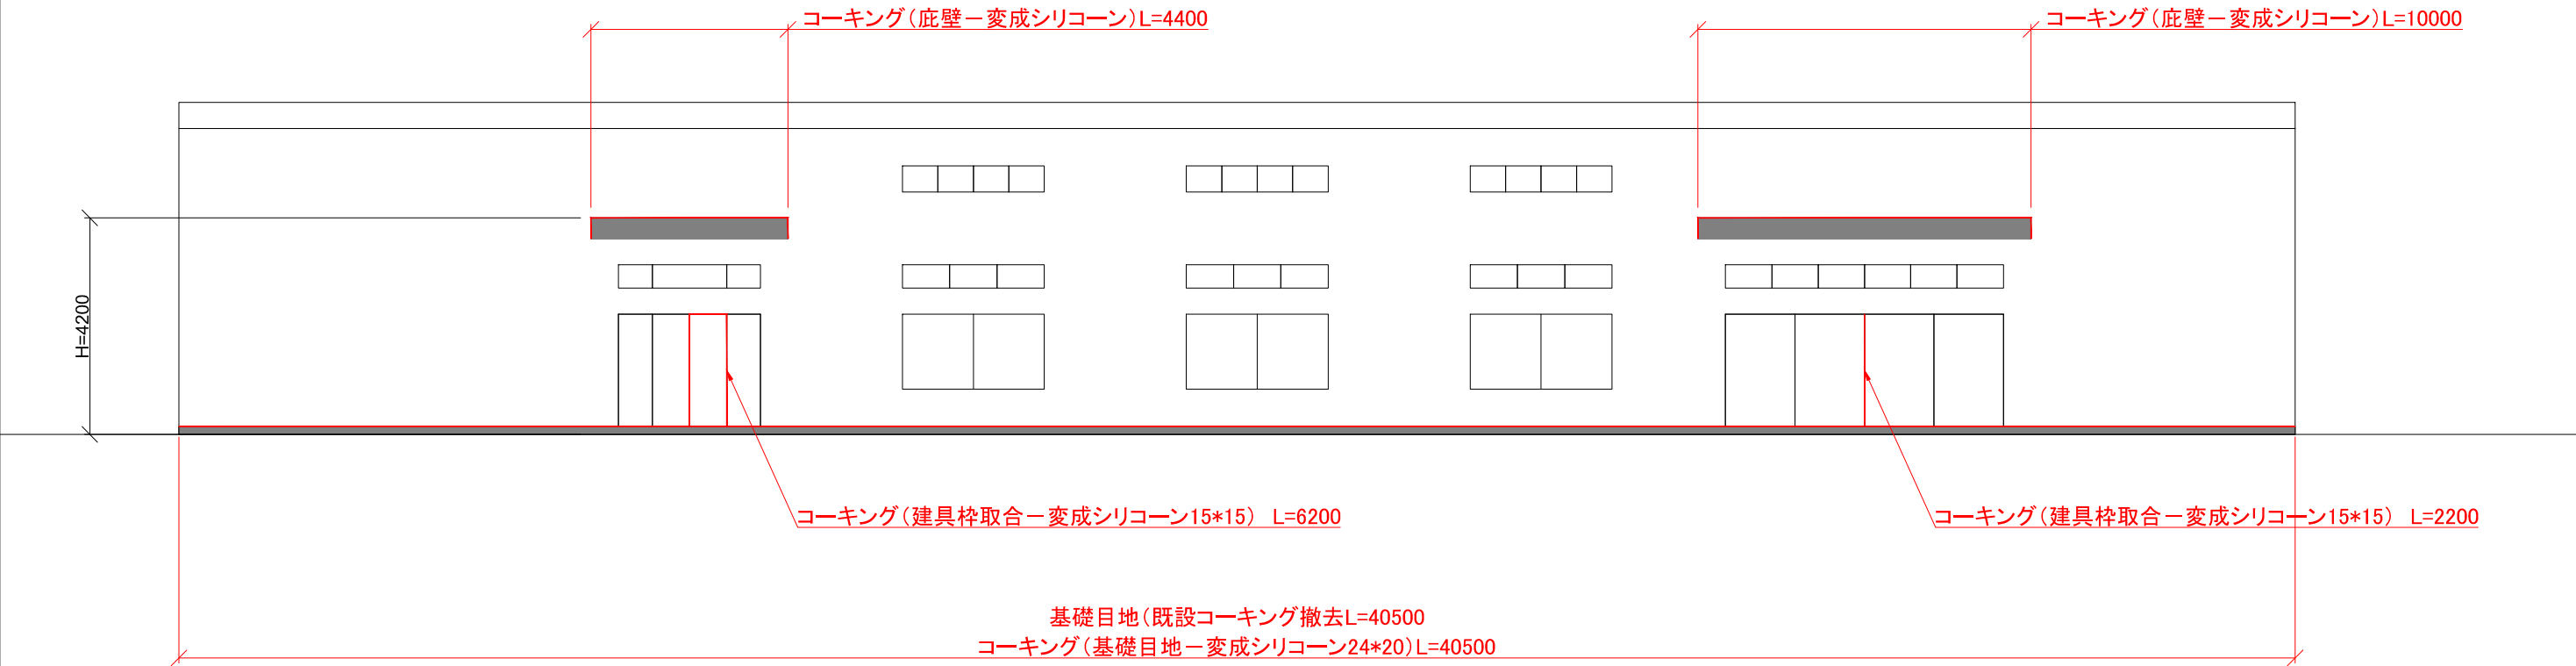 コーキング(庇壁－変成シリコーン)L=4400
コーキング(庇壁－変成シリコーン)L=10000
H=4200
コーキング(建具枠取合－変成シリコーン15*15) L=6200
コーキング(建具枠取合－変成シリコーン15*15) L=2200
基礎目地(既設コーキング撤去L=40500
コーキング(基礎目地－変成シリコーン24*20)L=40500